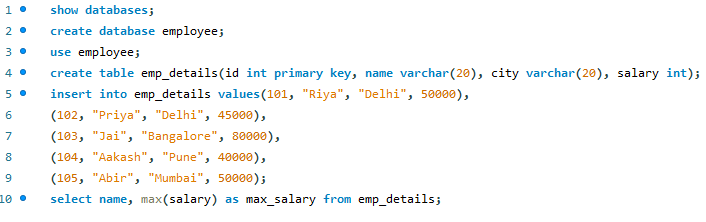 1 show databases;
2 create database employee;
3 use employee;
4 create table emp_details(id int primary key, name varchar(20), city varchar(20), salary int);
5 insert into emp_details values(101, "Riya", "Delhi", 50000),
6 (102, "Priya", "Delhi", 45000),
7 (103, "Jai", "Bangalore", 80000),
8 (104, "Aakash", "Pune", 40000),
9 (105, "Abir", "Mumbai", 50000);
10 select name, max(salary) as max_salary from emp_details;